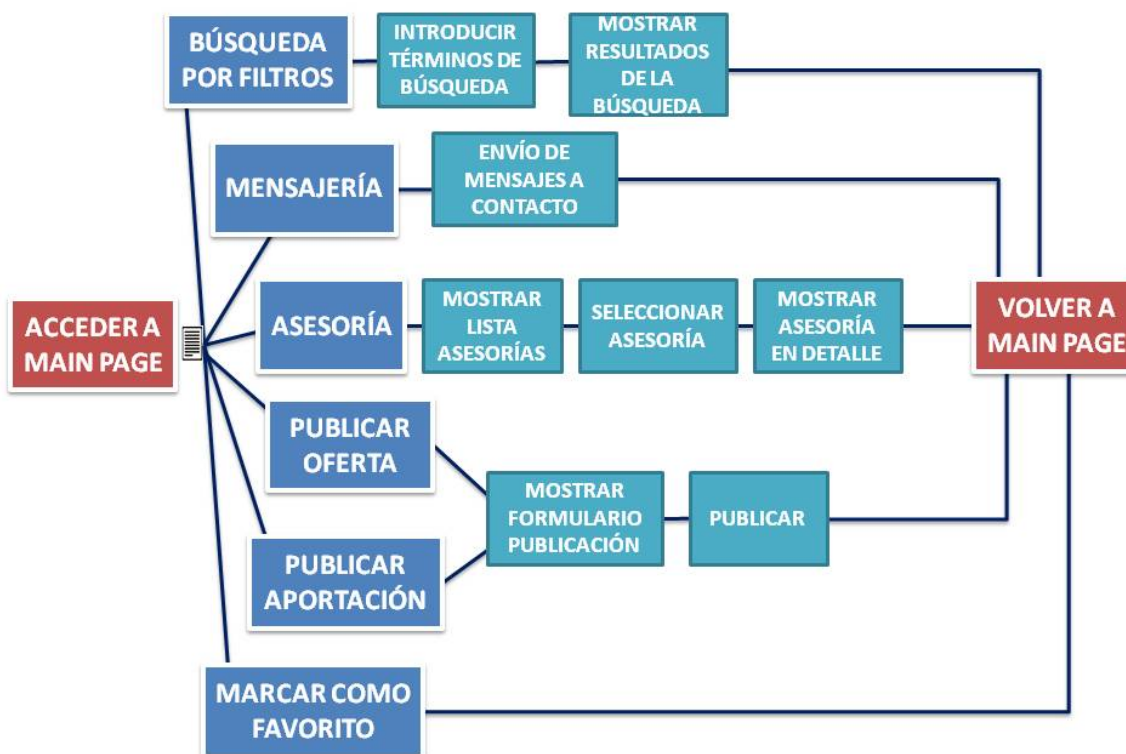 BÚSQUEDA
POR FILTROS
INTRODUCIR
TÉRMINOS DE
BÚSQUEDA
MOSTRAR
RESULTADOS
DE LA
BÚSQUEDA
MENSAJERÍA
ENVÍO DE
MENSAJES A
CONTACTO
ACCEDER A
MAIN PAGE
ASESORÍA
MOSTRAR
LISTA
ASESORÍAS
SELECCIONAR
ASESORÍA
MOSTRAR
ASESORÍA
EN DETALLE
VOLVER A
MAIN PAGE
PUBLICAR
OFERTA
MOSTRAR
FORMULARIO
PUBLICACIÓN
PUBLICAR
PUBLICAR
APORTACIÓN
MARCAR COMO
FAVORITO